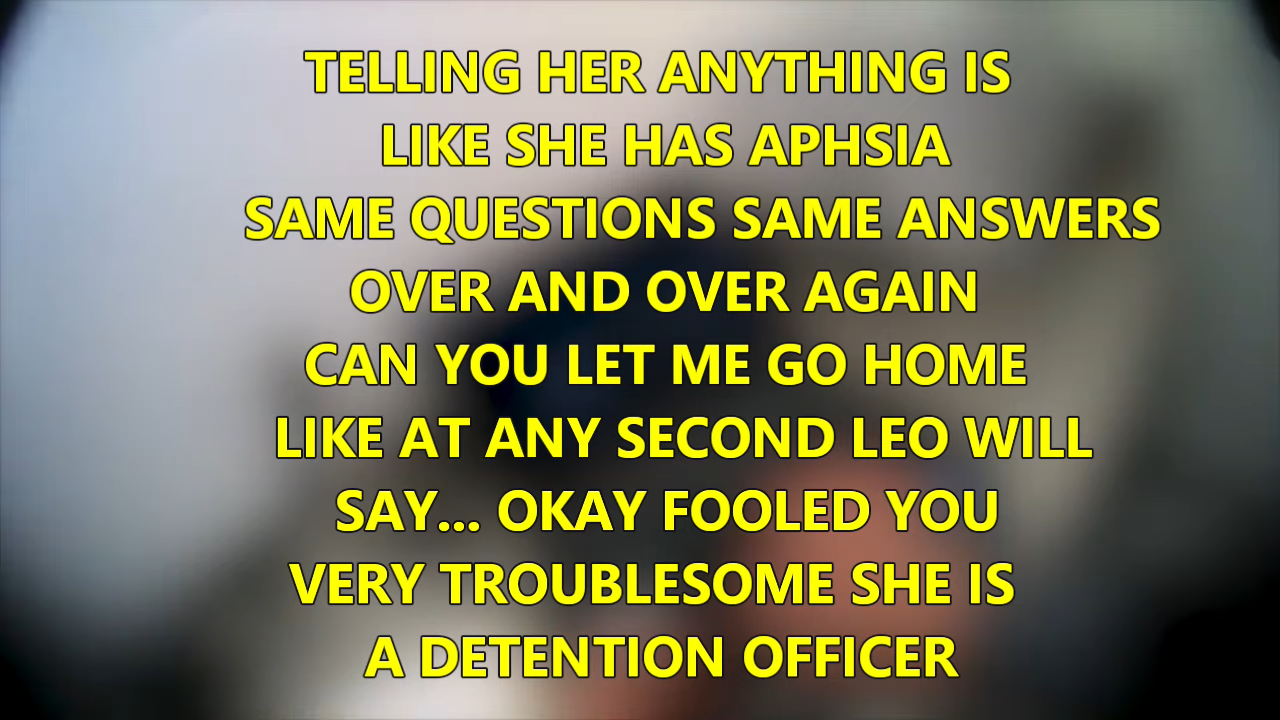 TELLING HER ANYTHING IS
LIKE SHE HAS APHSIA
SAME QUESTIONS SAME ANSWERS
OVER AND OVER AGAIN
CAN YOU LET ME GO HOME
LIKE AT ANY SECOND LEO WILL
SAY... OKAY FOOLED YOU
VERY TROUBLESOME SHE IS
A DETENTION OFFICER